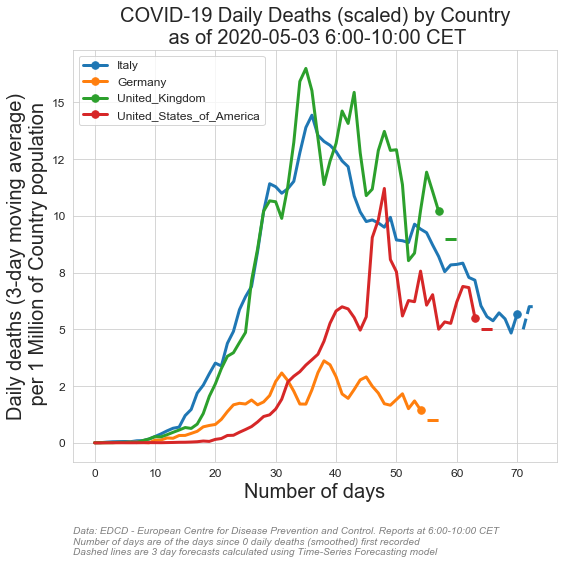 COVID-19 Daily Deaths (scaled) by Country
as of 2020-05-03 6:00-10:00 CET
Italy
Germany
United_Kingdom
United_States_of_America
Daily deaths (3-day moving average)
per 1 Million of Country population
15
12
10
8
5
2
0
0 10 20 30 40 50 60 70
Number of days
Data: EDCD - European Centre for Disease Prevention and Control. Reports at 6:00-10:00 CET
Number of days are of the days since 0 daily deaths (smoothed) first recorded
Dashed lines are 3 day forecasts calculated using Time-Series Forecasting model